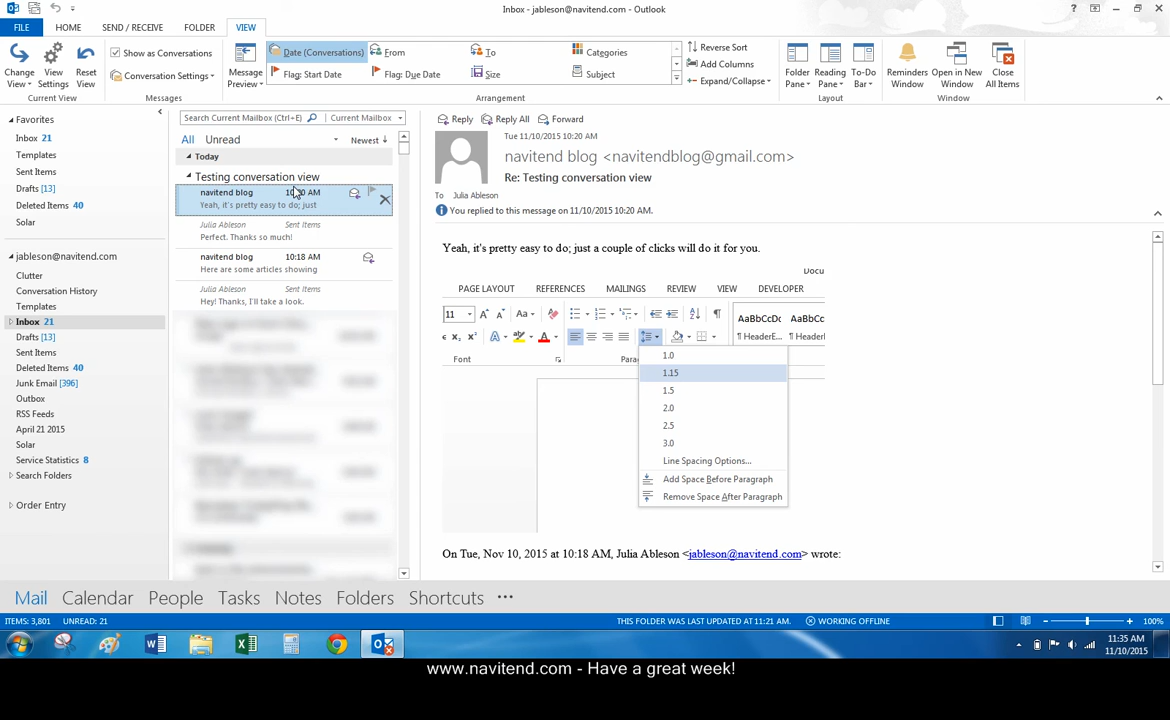 Inbox - jableson@navitend.com - Outlook
FILE HOME SEND / RECEIVE FOLDER VIEW
Change View
View Settings
Reset View
Current View
Show as Conversations
Conversation Settings
Messages
Message Preview
Date (Conversations) From To Categories
Flag: Start Date Flag: Due Date Size Subject
Arrangement
Reverse Sort
Add Columns
Expand/Collapse
Folder Pane
Reading Pane
To-Do Bar
Layout
Reminders Window
Open in New Window
Close All Items
Window
Favorites
Inbox 21
Templates
Sent Items
Drafts [13]
Deleted Items 40
Solar
jableson@navitend.com
Clutter
Conversation History
Templates
Inbox 21
Drafts [13]
Sent Items
Deleted Items 40
Junk Email [396]
Outbox
RSS Feeds
April 21 2015
Solar
Service Statistics 8
Search Folders
Order Entry
Search Current Mailbox (Ctrl+E) Current Mailbox
All Unread Newest
Today
Testing conversation view
navitend blog
Yeah, it's pretty easy to do; just
Julia Ableson Sent Items
Perfect. Thanks so much!
navitend blog 10:18 AM
Here are some articles showing
Julia Ableson Sent Items
Hey! Thanks, I'll take a look.
Reply Reply All Forward
Tue 11/10/2015 10:20 AM
navitend blog <navitendblog@gmail.com>
Re: Testing conversation view
To Julia Ableson
You replied to this message on 11/10/2015 10:20 AM.
Yeah, it's pretty easy to do; just a couple of clicks will do it for you.
Docu
PAGE LAYOUT REFERENCES MAILINGS REVIEW VIEW DEVELOPER
11
AaBbCcDc AaBbCc
¶ HeaderE... ¶ Header
Font Para
1.0
1.15
1.5
2.0
2.5
3.0
Line Spacing Options...
Add Space Before Paragraph
Remove Space After Paragraph
On Tue, Nov 10, 2015 at 10:18 AM, Julia Ableson <jableson@navitend.com> wrote:
Mail Calendar People Tasks Notes Folders Shortcuts ...
ITEMS: 3,801 UNREAD: 21 THIS FOLDER WAS LAST UPDATED AT 11:21 AM. WORKING OFFLINE 100%
11:35 AM
11/10/2015
www.navitend.com - Have a great week!